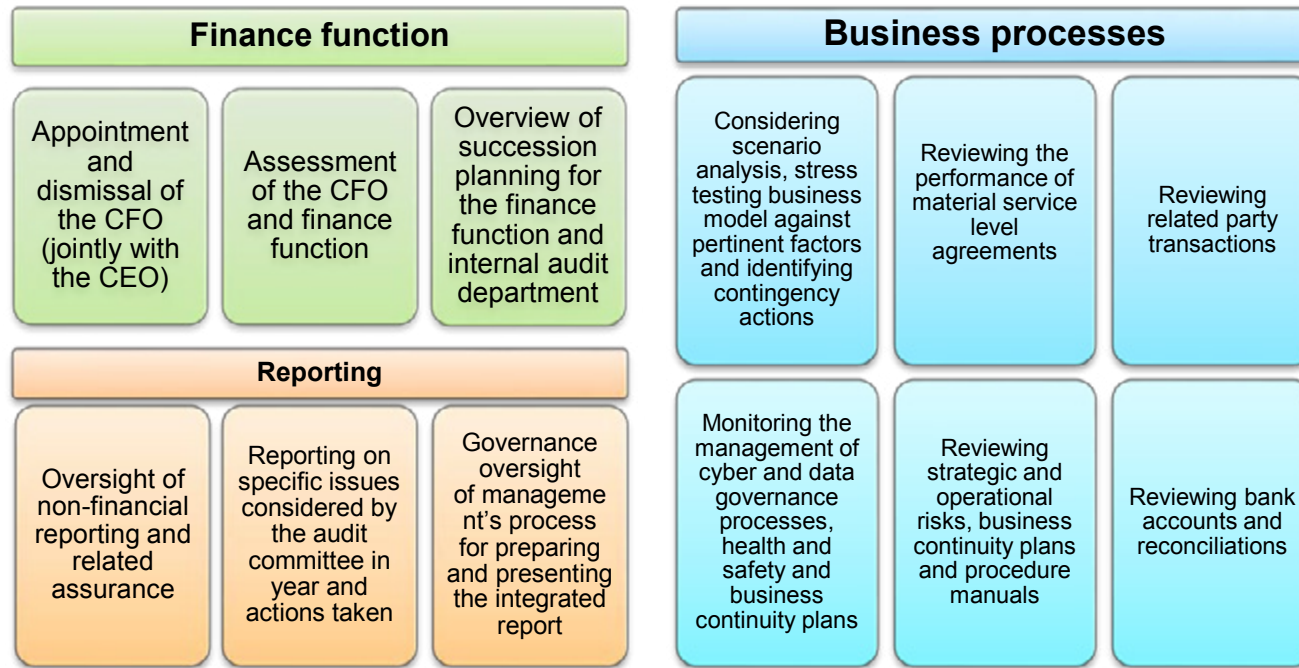 Finance function
Appointment
and
dismissal of
the CFO
(jointly with
the CEO)
Assessment
of the CFO
and finance
function
Overview of
succession
planning for
the finance
function and
internal audit
department
Reporting
Oversight of
non-financial
reporting and
related
assurance
Reporting on
specific issues
considered by
the audit
committee in
year and
actions taken
Governance
oversight
of manageme
nt’s process
for preparing
and presenting
the integrated
report
Business processes
Considering
scenario
analysis, stress
testing business
model against
pertinent factors
and identifying
contingency
actions
Reviewing the
performance of
material service
level
agreements
Reviewing
related party
transactions
Monitoring the
management of
cyber and data
governance
processes,
health and
safety and
business
continuity plans
Reviewing
strategic and
operational
risks, business
continuity plans
and procedure
manuals
Reviewing bank
accounts and
reconciliations